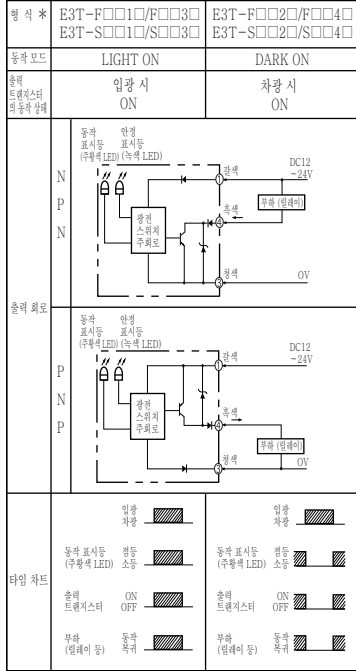 형 식 *
E3T-F□□1□/F□□3□
E3T-S□□1□/S□□3□
E3T-F□□2□/F□□4□
E3T-S□□2□/S□□4□
동작 모드
LIGHT ON
DARK ON
출력
트랜지스터
의 동작 상태
입광 시
ON
차광 시
ON
출력 회로
N
P
N
동작
표시등
(주황색 LED)
안정
표시등
(녹색 LED)
광전
스위치
주회로
① 갈색
DC12
~24V
흑색
④
부하 (릴레이)
청색
③
0V
P
N
P
동작
표시등
(주황색 LED)
안정
표시등
(녹색 LED)
광전
스위치
주회로
① 갈색
DC12
~24V
흑색
④
부하 (릴레이)
청색
③
0V
타임 차트
입광
차광
동작 표시등
(주황색 LED)
점등
소등
출력
트랜지스터
ON
OFF
부하
(릴레이 등)
동작
복귀
입광
차광
동작 표시등
(주황색 LED)
점등
소등
출력
트랜지스터
ON
OFF
부하
(릴레이 등)
동작
복귀